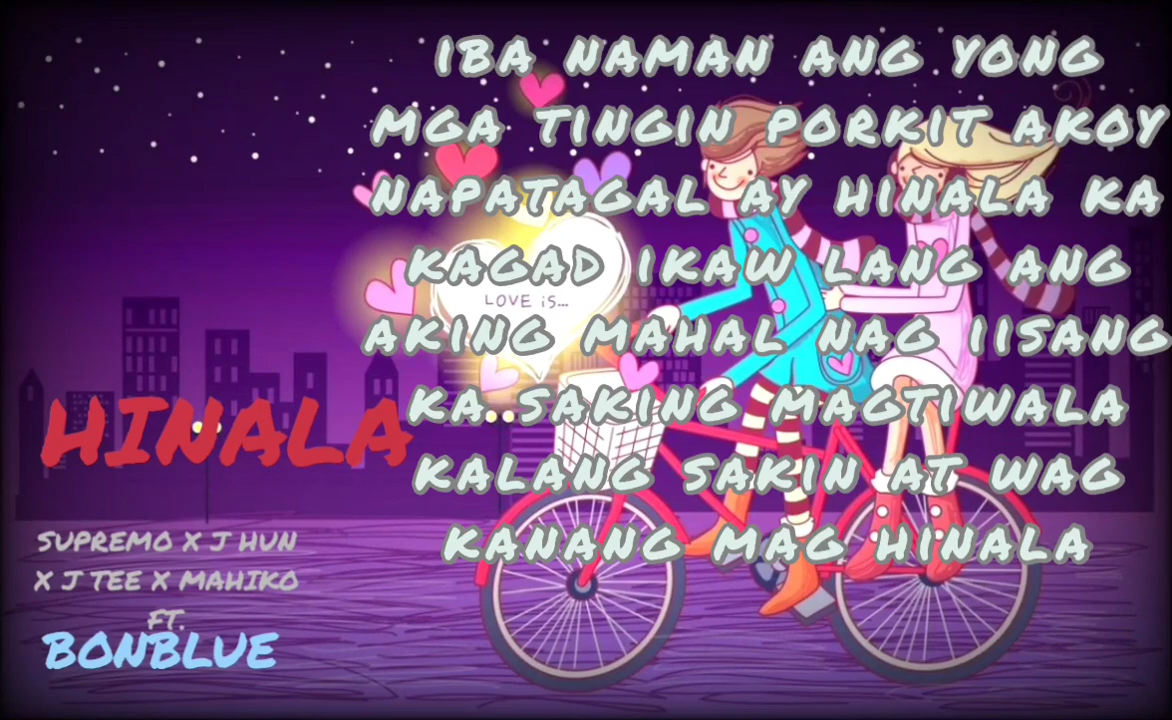 IBA NAMAN ANG YONG
MGA TINGIN PORKIT AKOY
NAPATAGAL AY HINALA KA
KAGAD IKAW LANG ANG
AKING MAHAL NAG IISANG
KA SAKING MAGTIWALA
KALANG SAKIN AT WAG
KANANG MAG HINALA
LOVE iS...
HINALA
SUPREMO X J HUN
X J TEE X MAHIKO
FT.
BONBLUE